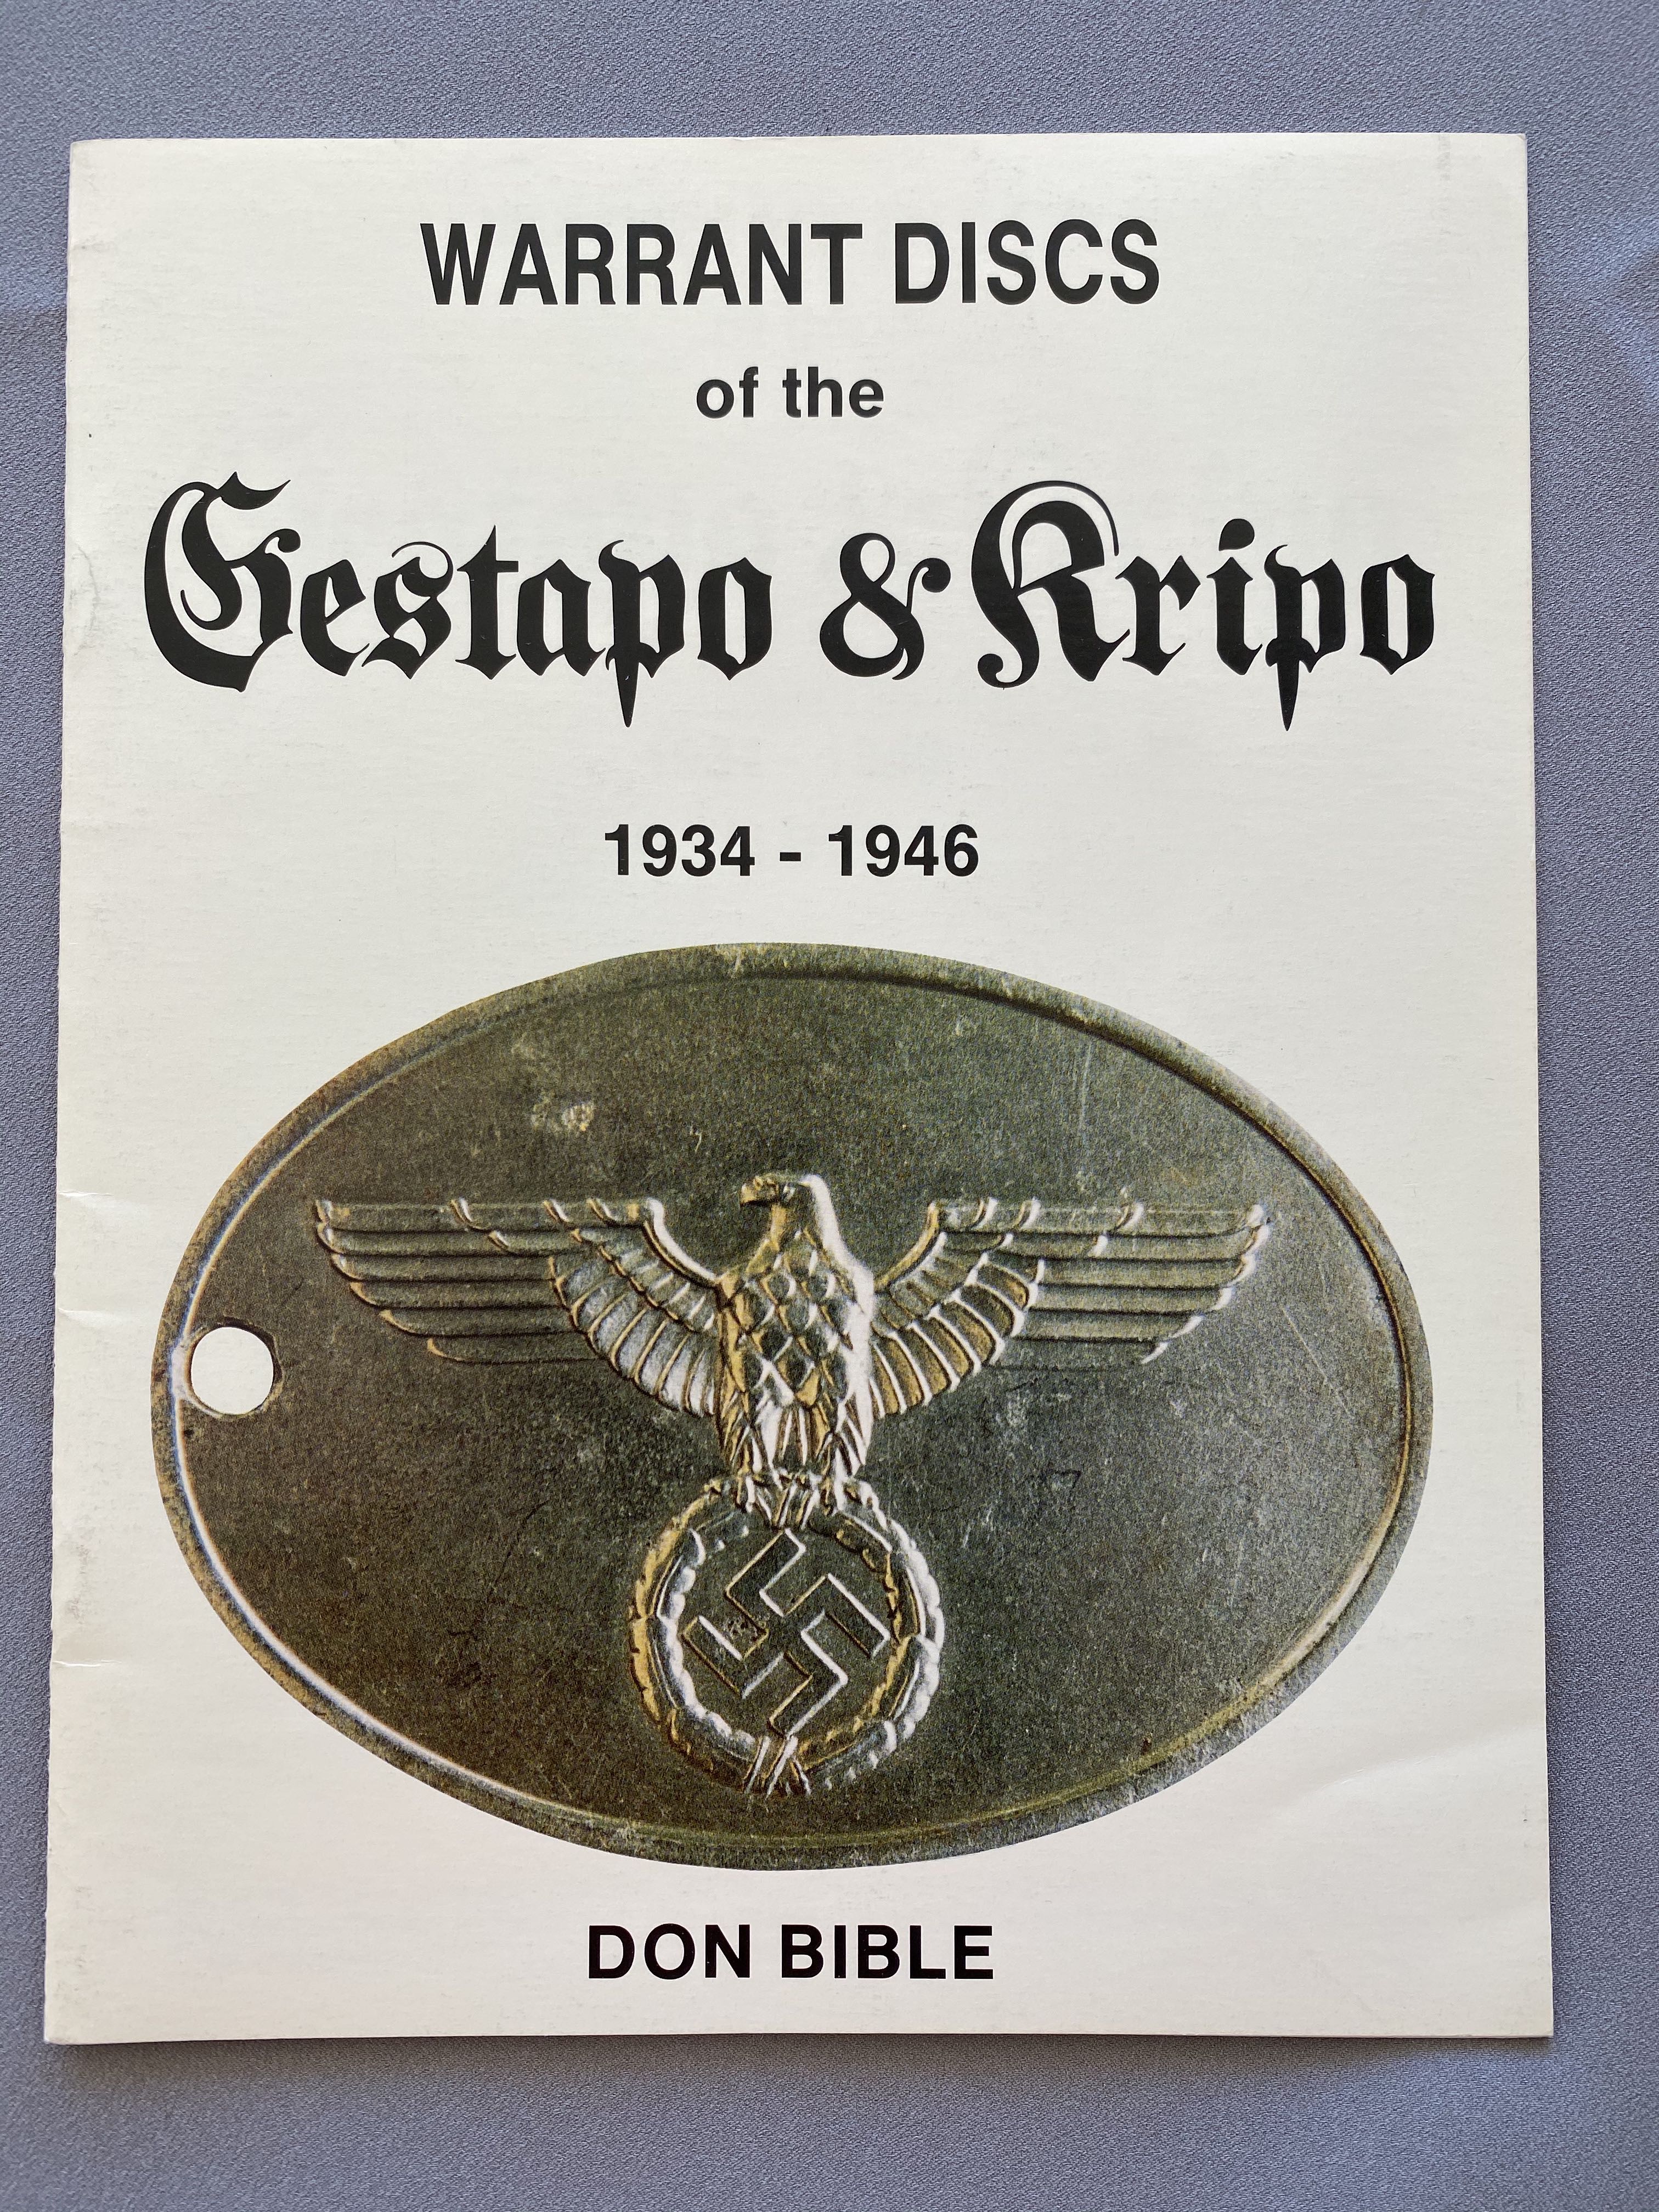 WARRANT DISCS
of the
Gestapo & Kripo
1934 - 1946
DON BIBLE